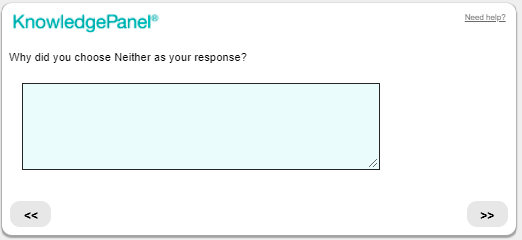 KnowledgePanel®
Need help?
Why did you choose Neither as your response?
<<
>>